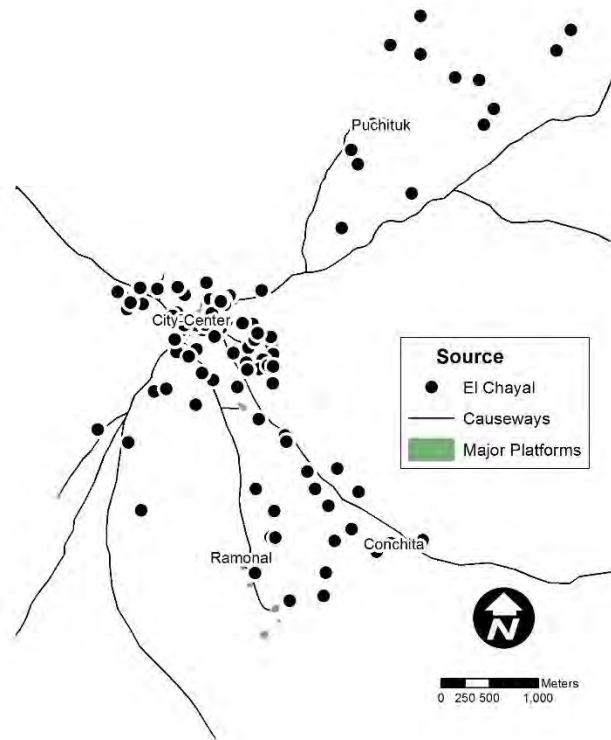 Puchituk
City-Center
Source
El Chayal
Causeways
Major Platforms
Ramonal
Conchita
N
Meters
0 250 500 1,000